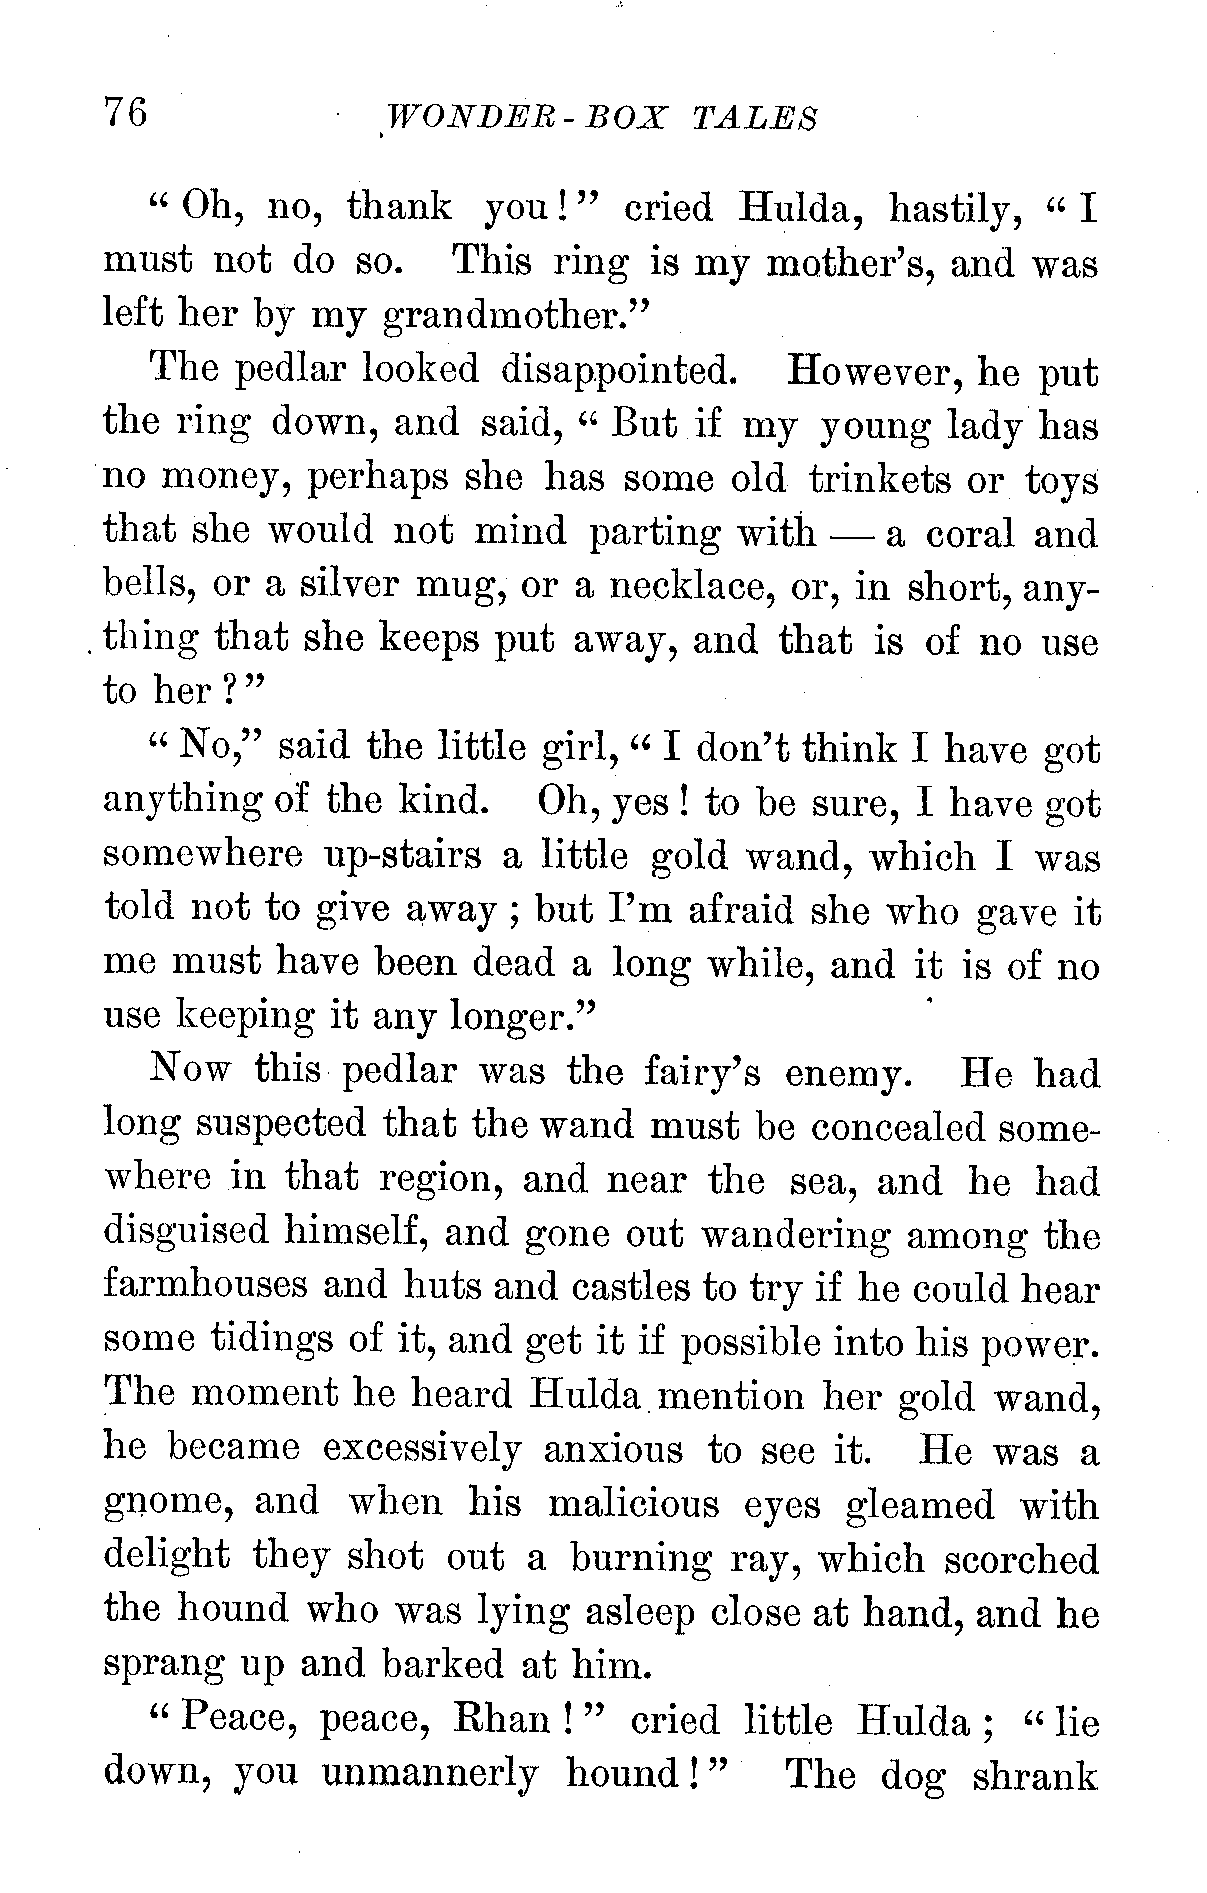 76 WONDER-BOX TALES
“Oh, no, thank you!” cried Hulda, hastily, “I
must not do so. This ring is my mother’s, and was
left her by my grandmother.”
The pedlar looked disappointed. However, he put
the ring down, and said, “But if my young lady has
no money, perhaps she has some old trinkets or toys
that she would not mind parting with — a coral and
bells, or a silver mug, or a necklace, or, in short, any-
thing that she keeps put away, and that is of no use
to her?”
“No,” said the little girl, “I don’t think I have got
anything of the kind. Oh, yes! to be sure, I have got
somewhere up-stairs a little gold wand, which I was
told not to give away; but I’m afraid she who gave it
me must have been dead a long while, and it is of no
use keeping it any longer.”
Now this pedlar was the fairy’s enemy. He had
long suspected that the wand must be concealed some-
where in that region, and near the sea, and he had
disguised himself, and gone out wandering among the
farmhouses and huts and castles to try if he could hear
some tidings of it, and get it if possible into his power.
The moment he heard Hulda mention her gold wand,
he became excessively anxious to see it. He was a
gnome, and when his malicious eyes gleamed with
delight they shot out a burning ray, which scorched
the hound who was lying asleep close at hand, and he
sprang up and barked at him.
“Peace, peace, Rhan!” cried little Hulda; “lie
down, you unmannerly hound!” The dog shrank